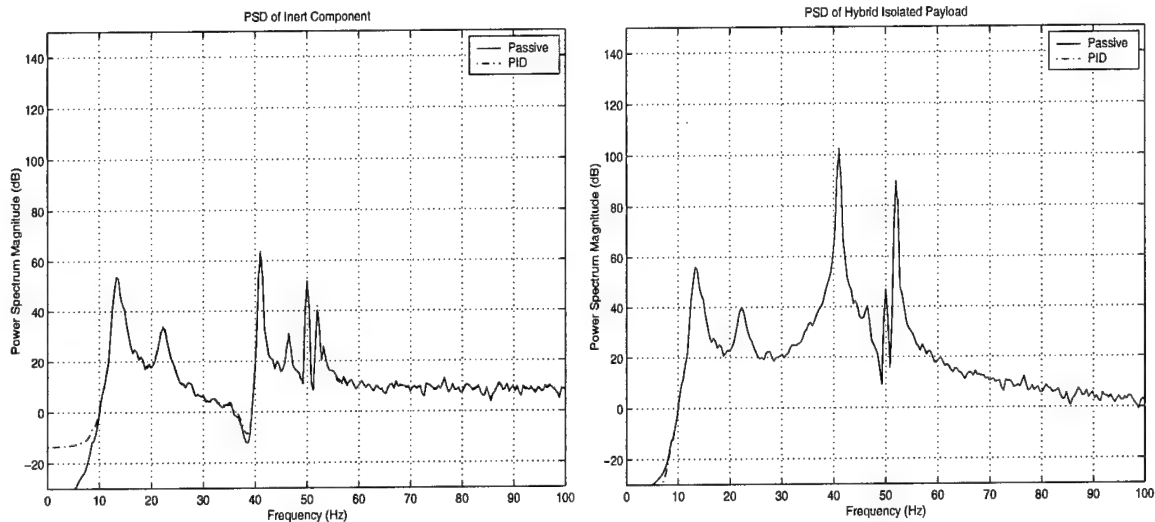 PSD of Inert Component
Passive
PID
140
120
100
80
60
40
20
0
−20
Power Spectrum Magnitude (dB)
0 10 20 30 40 50 60 70 80 90 100
Frequency (Hz)
PSD of Hybrid Isolated Payload
Passive
PID
140
120
100
80
60
40
20
0
−20
Power Spectrum Magnitude (dB)
0 10 20 30 40 50 60 70 80 90 100
Frequency (Hz)